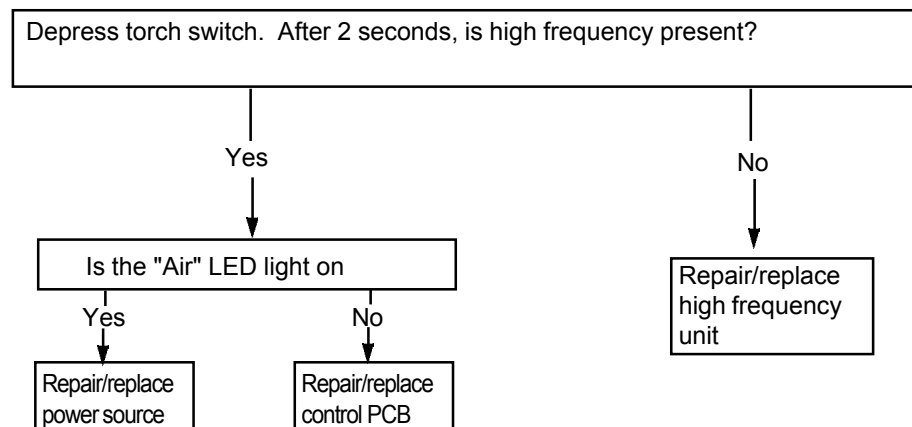 Depress torch switch. After 2 seconds, is high frequency present?
Yes
No
Is the "Air" LED light on
Repair/replace
high frequency
unit
Yes
No
Repair/replace
power source
Repair/replace
control PCB